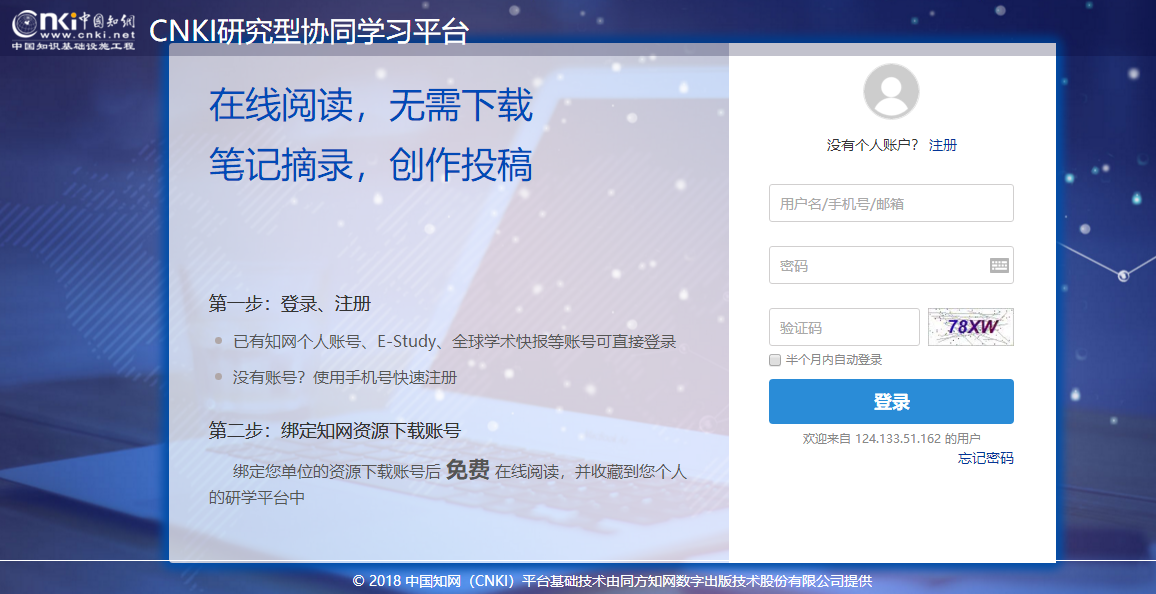 cnki中国知网
www.cnki.net
中国知识基础设施工程
CNKI研究型协同学习平台
在线阅读，无需下载
笔记摘录，创作投稿
第一步：登录、注册
已有知网个人账号、E-Study、全球学术快报等账号可直接登录
没有账号？使用手机号快速注册
第二步：绑定知网资源下载账号
绑定您单位的资源下载账号后 免费 在线阅读，并收藏到您个人
的研学平台中
没有个人账户？ 注册
用户名/手机号/邮箱
密码
验证码
78XW
半个月内自动登录
登录
欢迎来自 124.133.51.162 的用户
忘记密码
© 2018 中国知网（CNKI）平台基础技术由同方知网数字出版技术股份有限公司提供